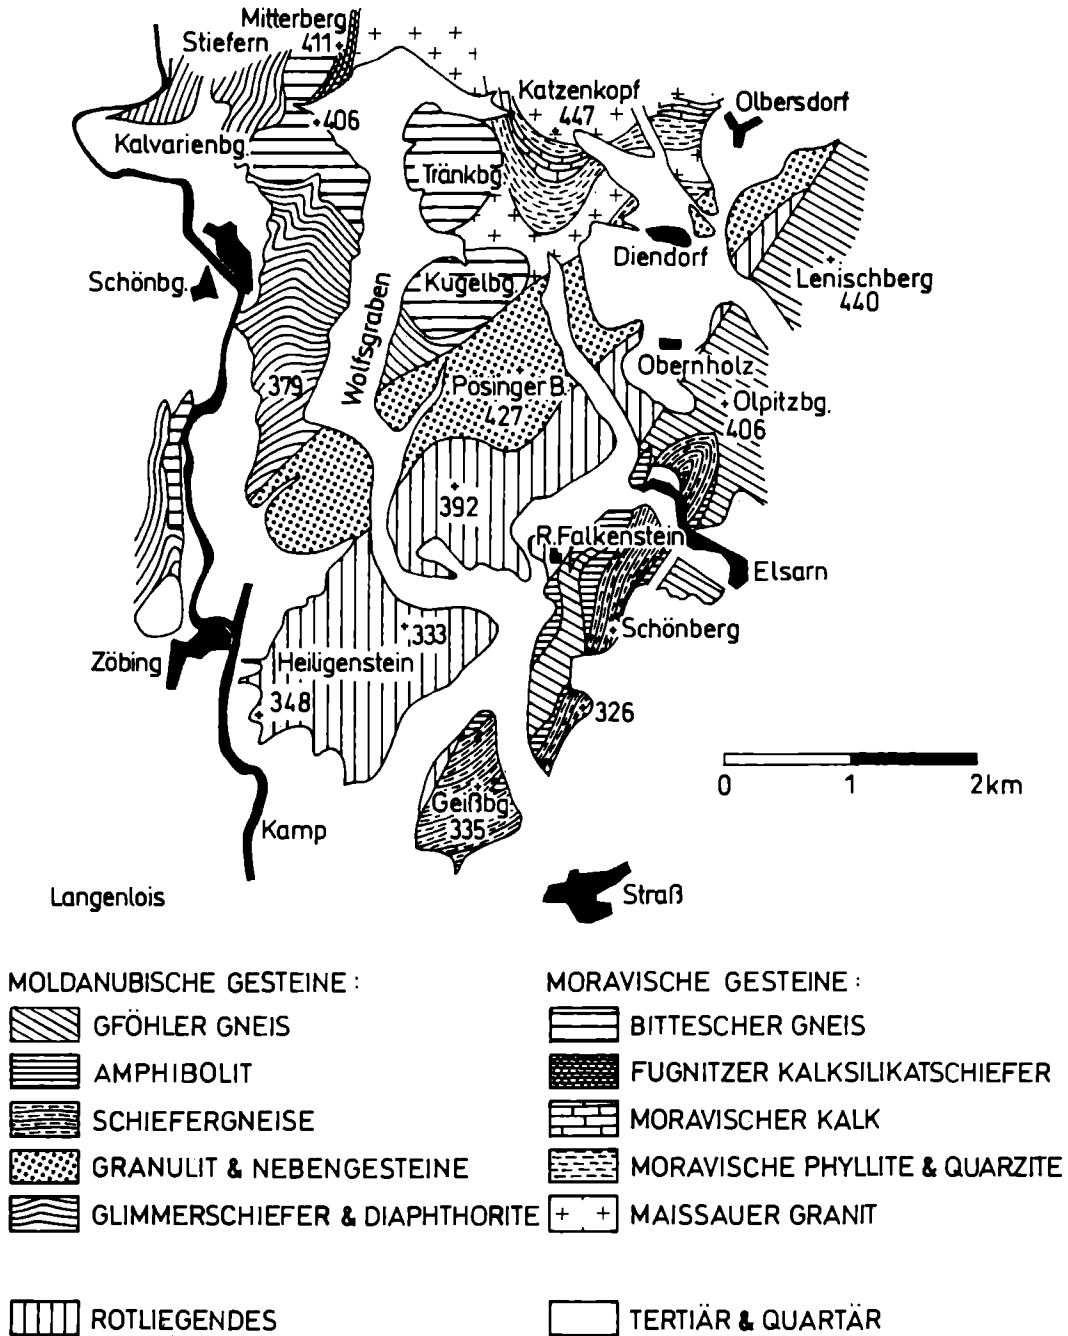 Mitterberg
Stiefern
411
Katzenkopf
447
Olbersdorf
406
Kalvarienbg.
Tränkbg.
Diendorf
Schönbg.
Kugelbg.
Lenischberg
440
Wolfsgraben
Obernholz
379
Posinger B.
427
Olpitzbg.
406
392
R. Falkenstein
Elsarn
333
Schönberg
Zöbing
Heiligenstein
348
326
0 1 2km
Geißbg.
335
Kamp
Langenlois
Straß
MOLDANUBISCHE GESTEINE :
GFÖHLER GNEIS
AMPHIBOLIT
SCHIEFERGNEISE
GRANULIT & NEBENGESTEINE
GLIMMERSCHIEFER & DIAPHTHORITE
ROTLIEGENDES
MORAVISCHE GESTEINE :
BITTESCHER GNEIS
FUGNITZER KALKSILIKATSCHIEFER
MORAVISCHER KALK
MORAVISCHE PHYLLITE & QUARZITE
MAISSAUER GRANIT
TERTIÄR & QUARTÄR